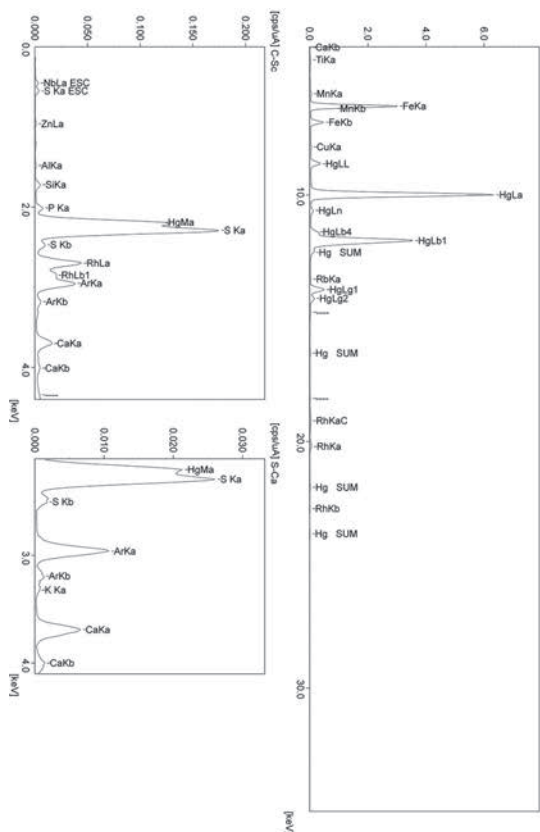 [cps/uA] C-Sc
0.200
0.150
0.100
0.050
0.000
0.0
2.0
4.0
[keV]
NbLa ESC
S Ka ESC
ZnLa
AlKa
SiKa
P Ka
HgMa
S Ka
S Kb
RhLa
RhLb1
ArKa
ArKb
CaKa
CaKb
[cps/uA] S-Ca
0.030
0.020
0.010
0.000
3.0
4.0
[keV]
HgMa
S Ka
S Kb
ArKa
ArKb
K Ka
CaKa
CaKb
6.0
4.0
2.0
0.0
10.0
20.0
30.0
[keV
CaKb
TiKa
MnKa
FeKa
MnKb
FeKb
CuKa
HgLL
HgLa
HgLn
HgLb4
HgLb1
Hg SUM
RbKa
HgLg1
HgLg2
Hg SUM
RhKaC
RhKa
Hg SUM
RhKb
Hg SUM